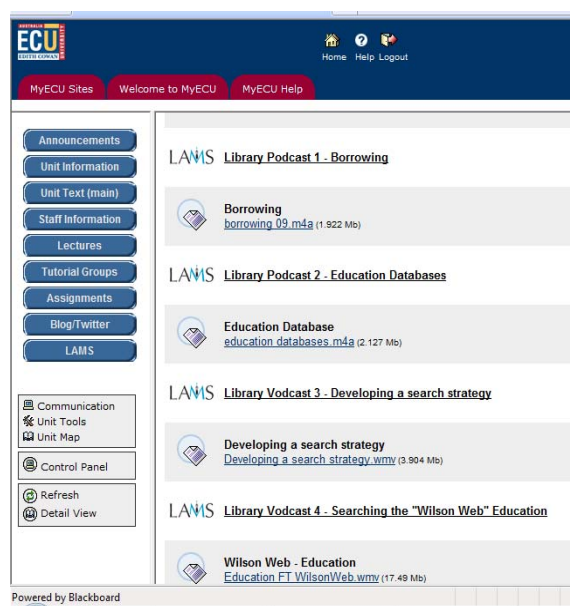 AUSTRALIA
ECU
EDITH COWAN
UNIVERSITY
Home Help Logout
MyECU Sites Welcome to MyECU MyECU Help
Announcements
Unit Information
Unit Text (main)
Staff Information
Lectures
Tutorial Groups
Assignments
Blog/Twitter
LAMS
Communication
Unit Tools
Unit Map
Control Panel
Refresh
Detail View
LAMS Library Podcast 1 - Borrowing
Borrowing
borrowing 09.m4a (1.922 Mb)
LAMS Library Podcast 2 - Education Databases
Education Database
education databases.m4a (2.127 Mb)
LAMS Library Vodcast 3 - Developing a search strategy
Developing a search strategy
Developing a search strategy.wmv (3.904 Mb)
LAMS Library Vodcast 4 - Searching the "Wilson Web" Education
Wilson Web - Education
Education FT WilsonWeb.wmv (17.49 Mb)
Powered by Blackboard